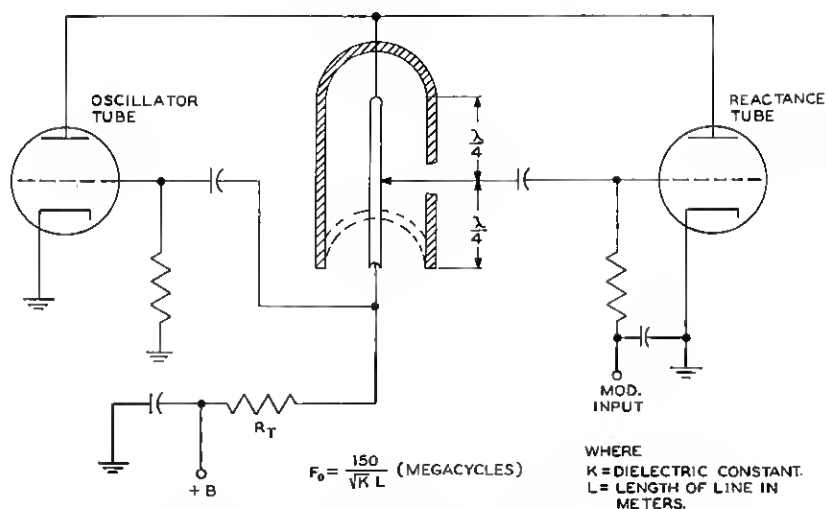 OSCILLATOR
TUBE
REACTANCE
TUBE
λ/4
λ/4
MOD.
INPUT
R_T
+ B
F₀ = 150/√K L (MEGACYCLES)
WHERE
K = DIELECTRIC CONSTANT.
L = LENGTH OF LINE IN
METERS.